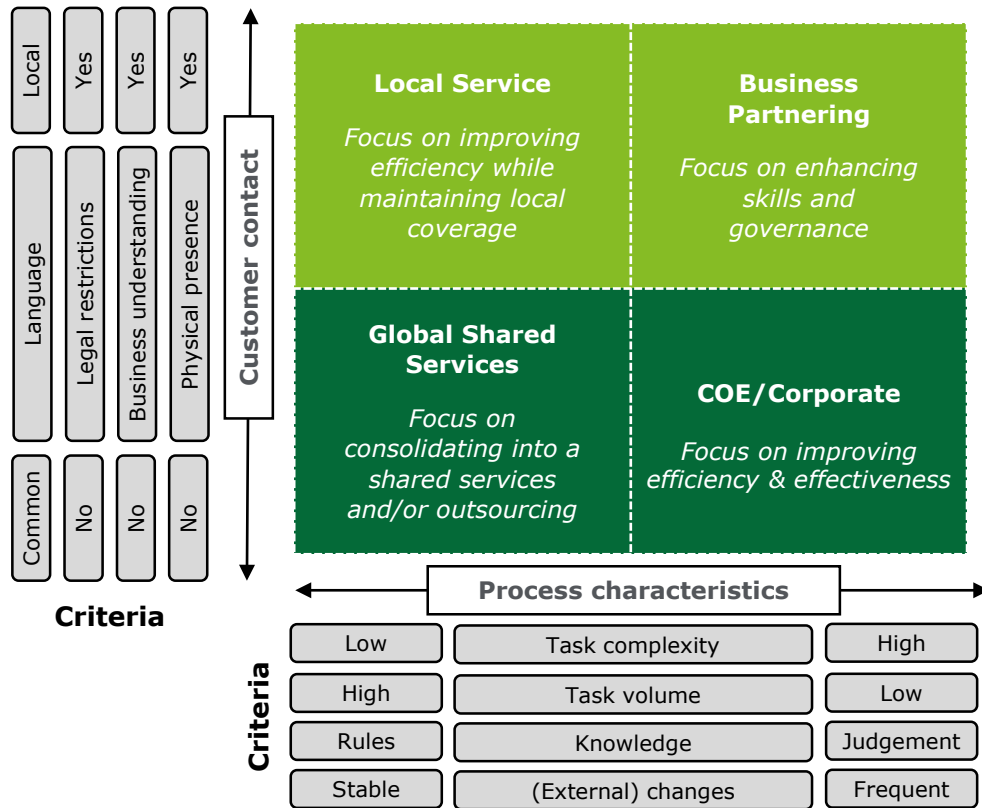 Local
Yes
Yes
Yes
Language
Legal restrictions
Business understanding
Physical presence
Common
No
No
No
Criteria
Customer contact
Local Service
Focus on improving
efficiency while
maintaining local
coverage
Business
Partnering
Focus on enhancing
skills and
governance
Global Shared
Services
Focus on
consolidating into a
shared services
and/or outsourcing
COE/Corporate
Focus on improving
efficiency & effectiveness
Process characteristics
Criteria
Low
Task complexity
High
High
Task volume
Low
Rules
Knowledge
Judgement
Stable
(External) changes
Frequent